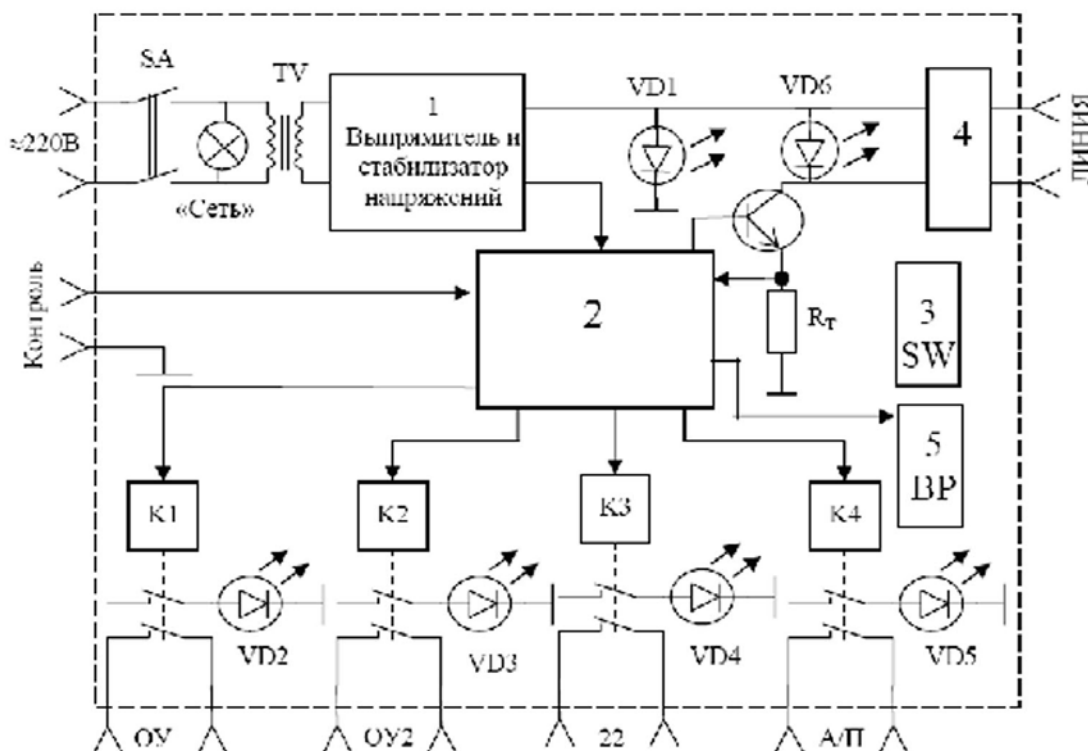 SA
TV
VD1
VD6
≈220В
1
Выпрямитель и
стабилизатор
напряжений
4
ЛИНИЯ
«Сеть»
Контроль
2
Rт
3
SW
5
BP
K1
K2
K3
K4
VD2
VD3
VD4
VD5
ОУ
ОУ2
22
А/П